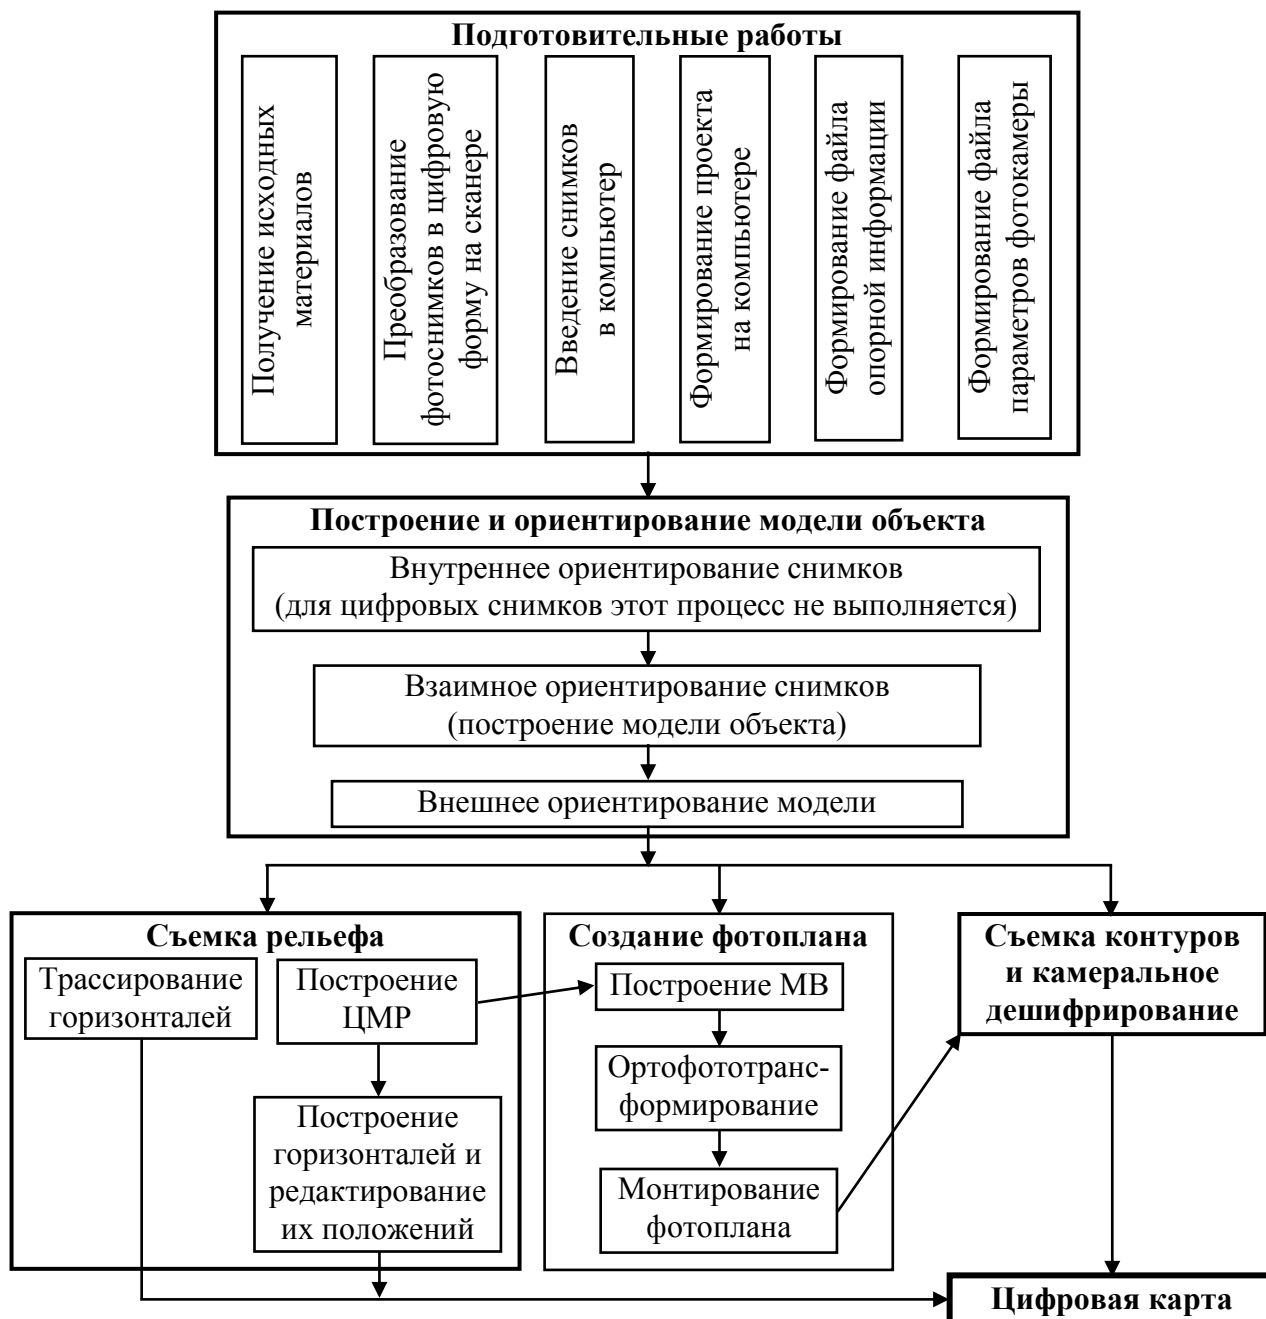 Подготовительные работы
Получение исходных
материалов
Преобразование
фотоснимков в цифровую
форму на сканере
Введение снимков
в компьютер
Формирование проекта
на компьютере
Формирование файла
опорной информации
Формирование файла
параметров фотокамеры
Построение и ориентирование модели объекта
Внутреннее ориентирование снимков
(для цифровых снимков этот процесс не выполняется)
Взаимное ориентирование снимков
(построение модели объекта)
Внешнее ориентирование модели
Съемка рельефа
Трассирование
горизонталей
Построение
ЦМР
Построение
горизонталей и
редактирование
их положений
Создание фотоплана
Построение МВ
Ортофототранс-
формирование
Монтирование
фотоплана
Съемка контуров
и камеральное
дешифрирование
Цифровая карта